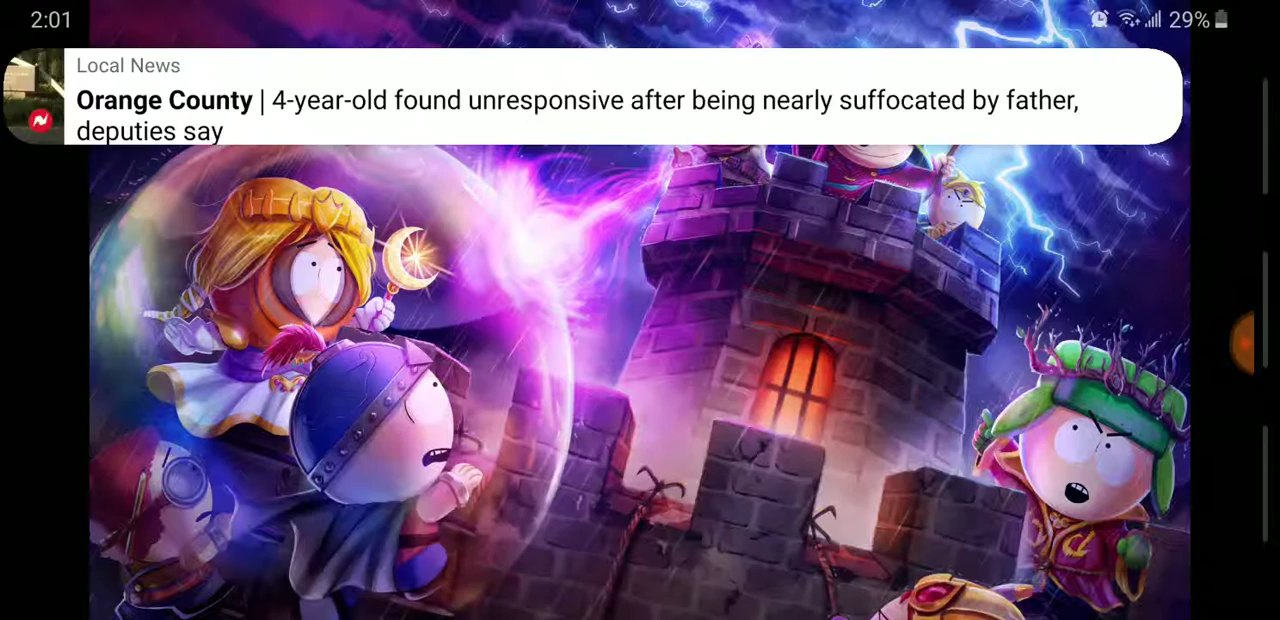 2:01
29%
Local News
Orange County | 4-year-old found unresponsive after being nearly suffocated by father,
deputies say